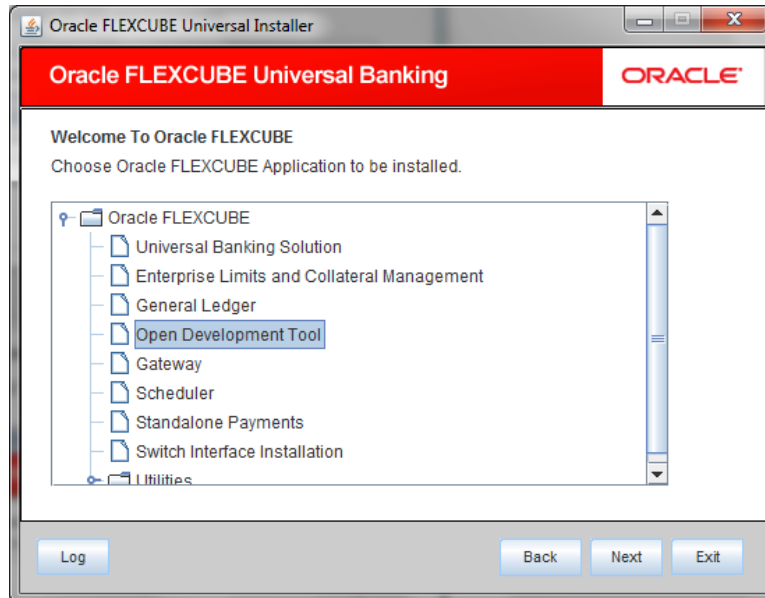 Oracle FLEXCUBE Universal Installer
Oracle FLEXCUBE Universal Banking
ORACLE
Welcome To Oracle FLEXCUBE
Choose Oracle FLEXCUBE Application to be installed.
Oracle FLEXCUBE
Universal Banking Solution
Enterprise Limits and Collateral Management
General Ledger
Open Development Tool
Gateway
Scheduler
Standalone Payments
Switch Interface Installation
Utilities
Log
Back
Next
Exit